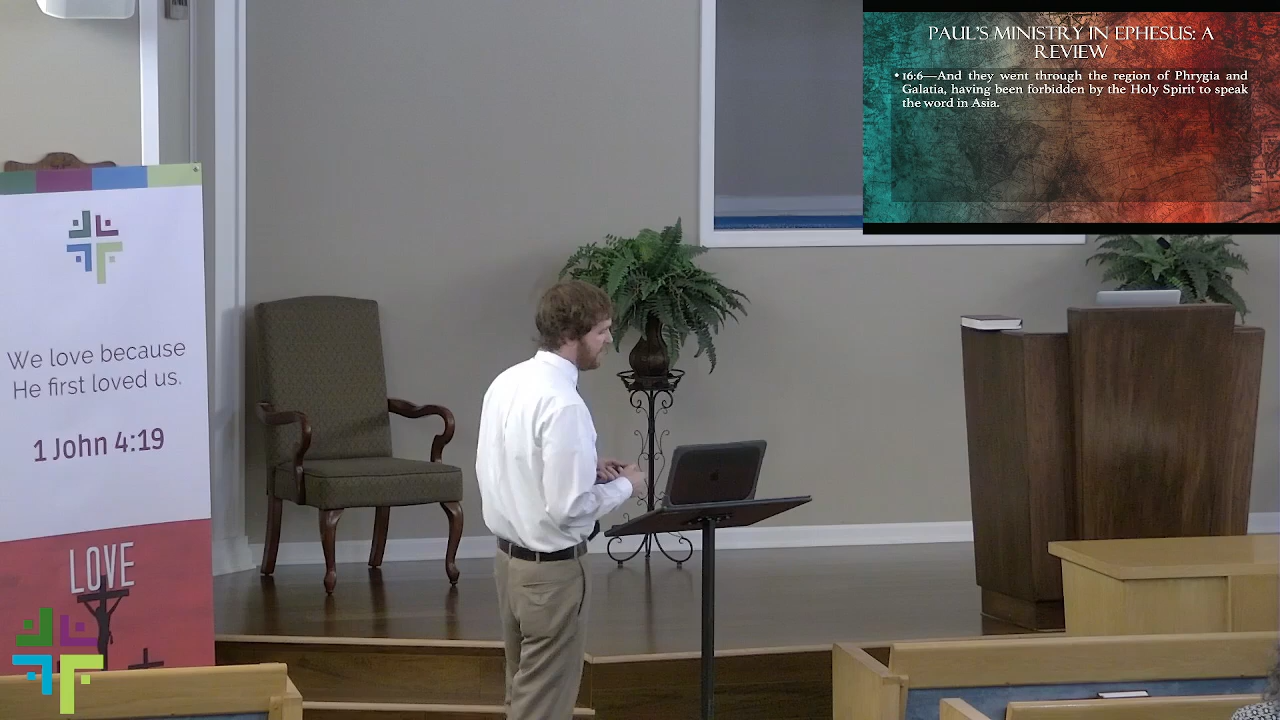 PAUL'S MINISTRY IN EPHESUS: A
REVIEW
• 16:6—And they went through the region of Phrygia and
Galatia, having been forbidden by the Holy Spirit to speak
the word in Asia.
We love because
He first loved us.
1 John 4:19
LOVE